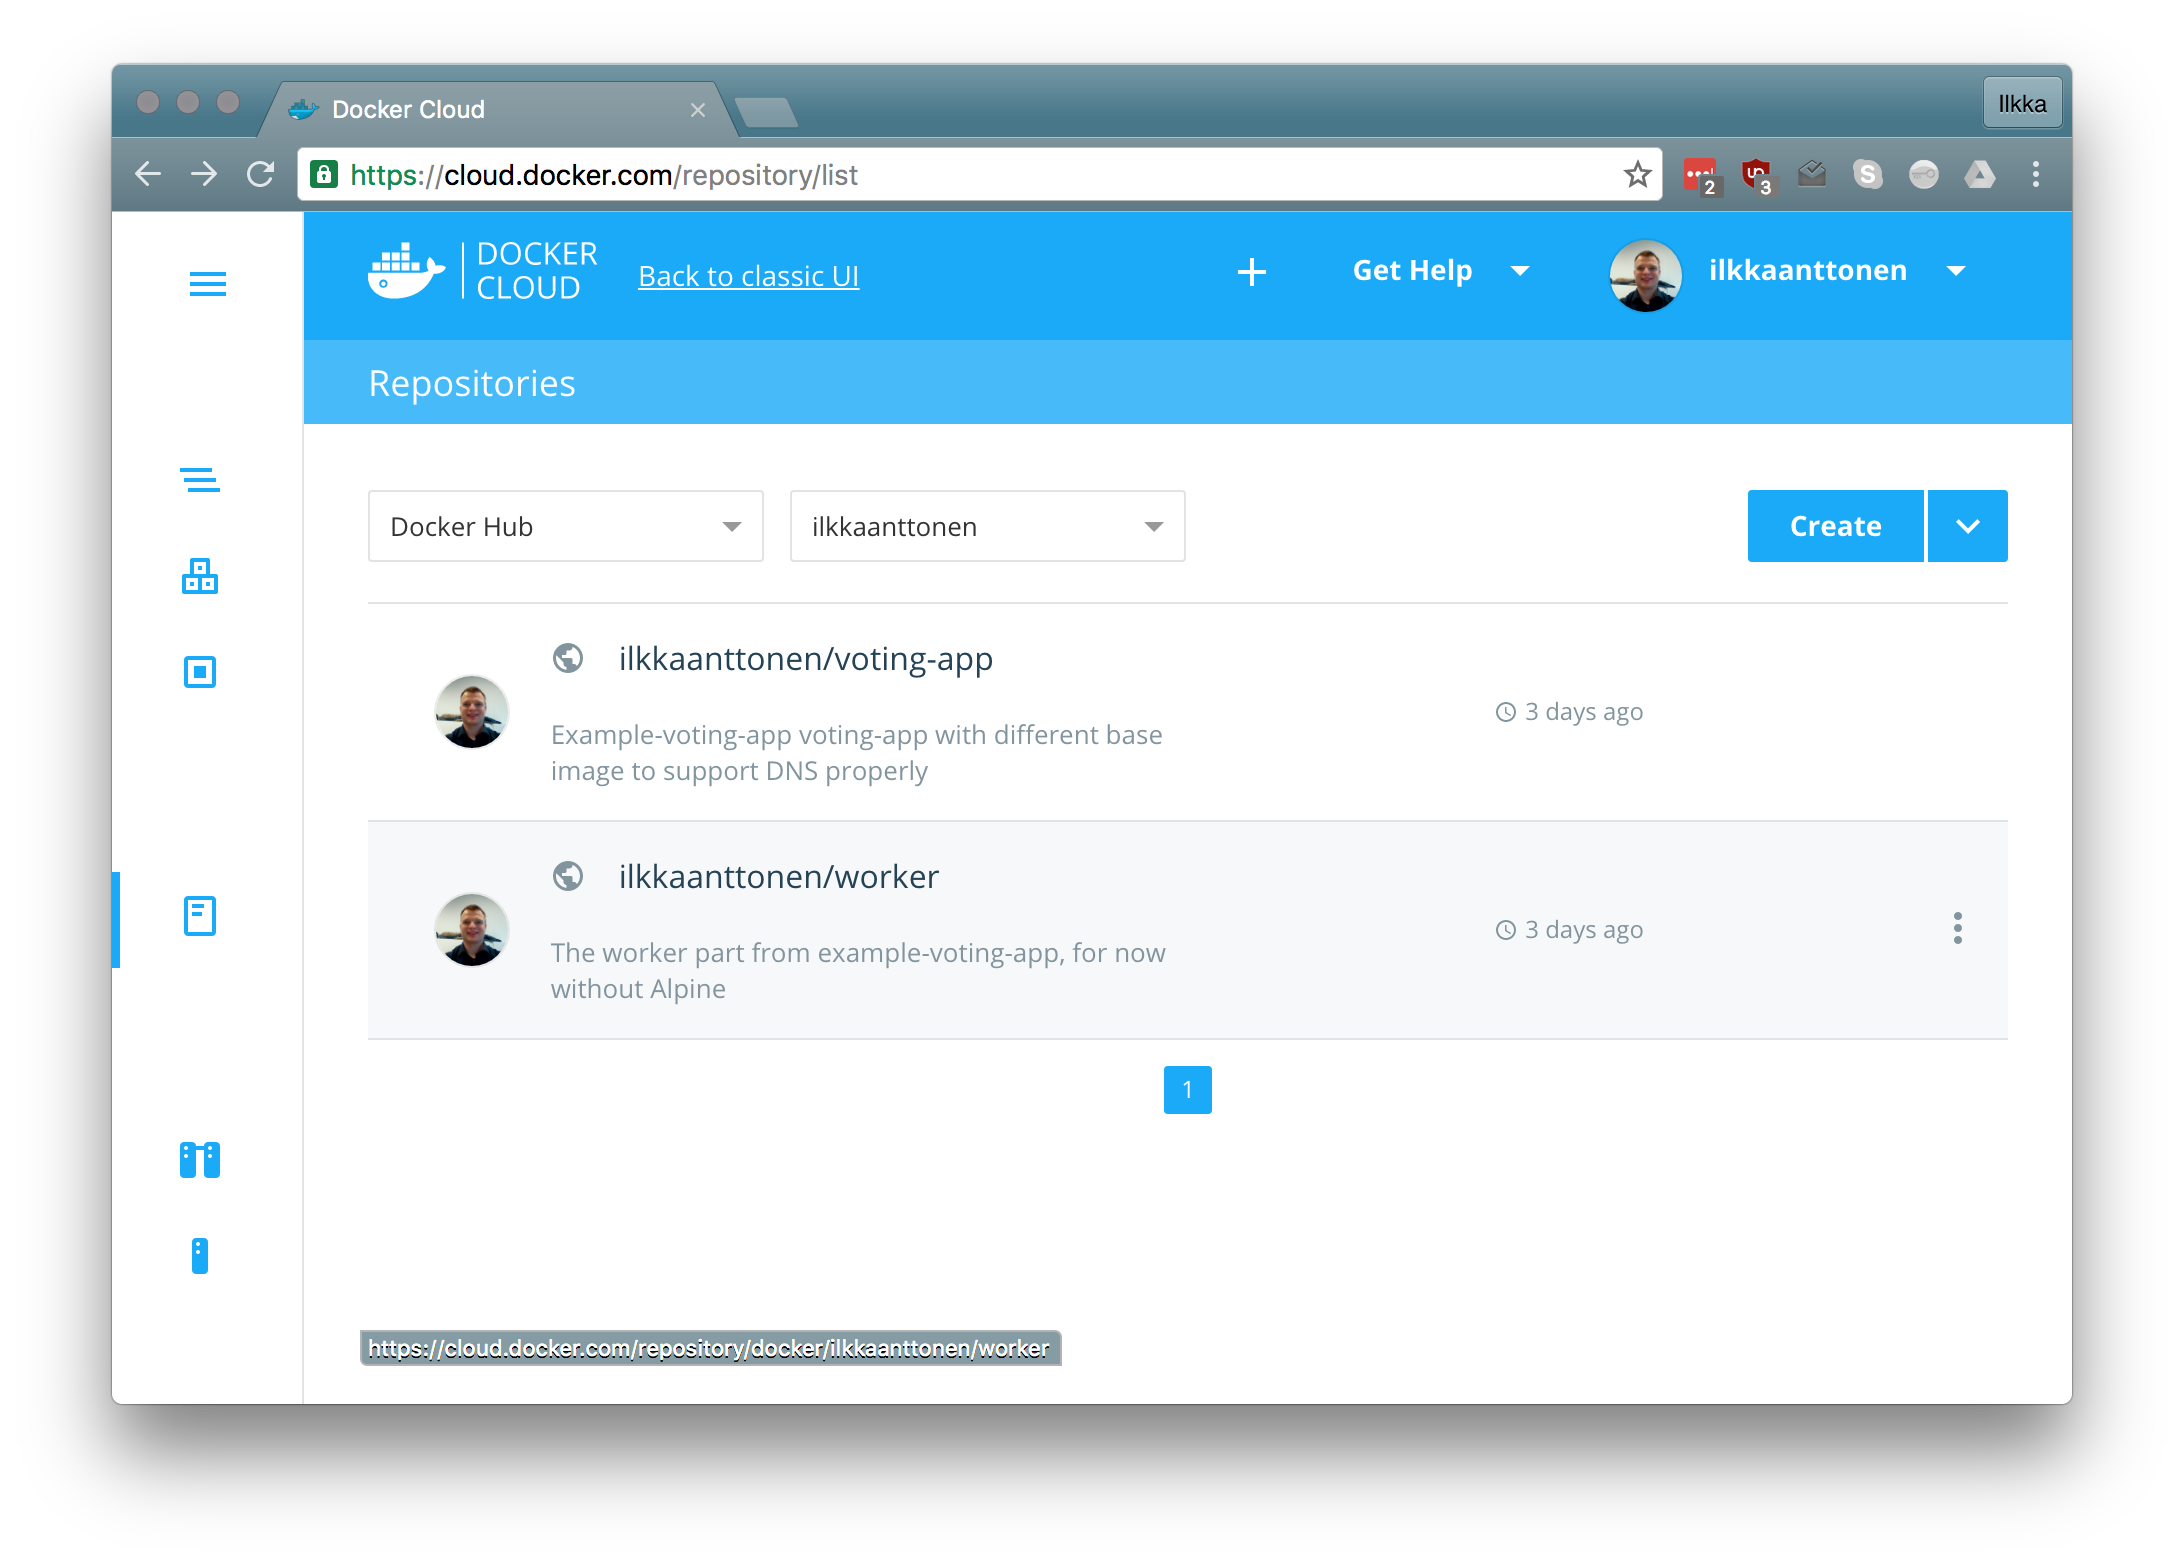 Docker Cloud
Ilkka
https://cloud.docker.com/repository/list
2
3
DOCKER
CLOUD
Back to classic UI
Get Help
ilkkaanttonen
Repositories
Docker Hub
ilkkaanttonen
Create
ilkkaanttonen/voting-app
3 days ago
Example-voting-app voting-app with different base
image to support DNS properly
ilkkaanttonen/worker
3 days ago
The worker part from example-voting-app, for now
without Alpine
1
https://cloud.docker.com/repository/docker/ilkkaanttonen/worker